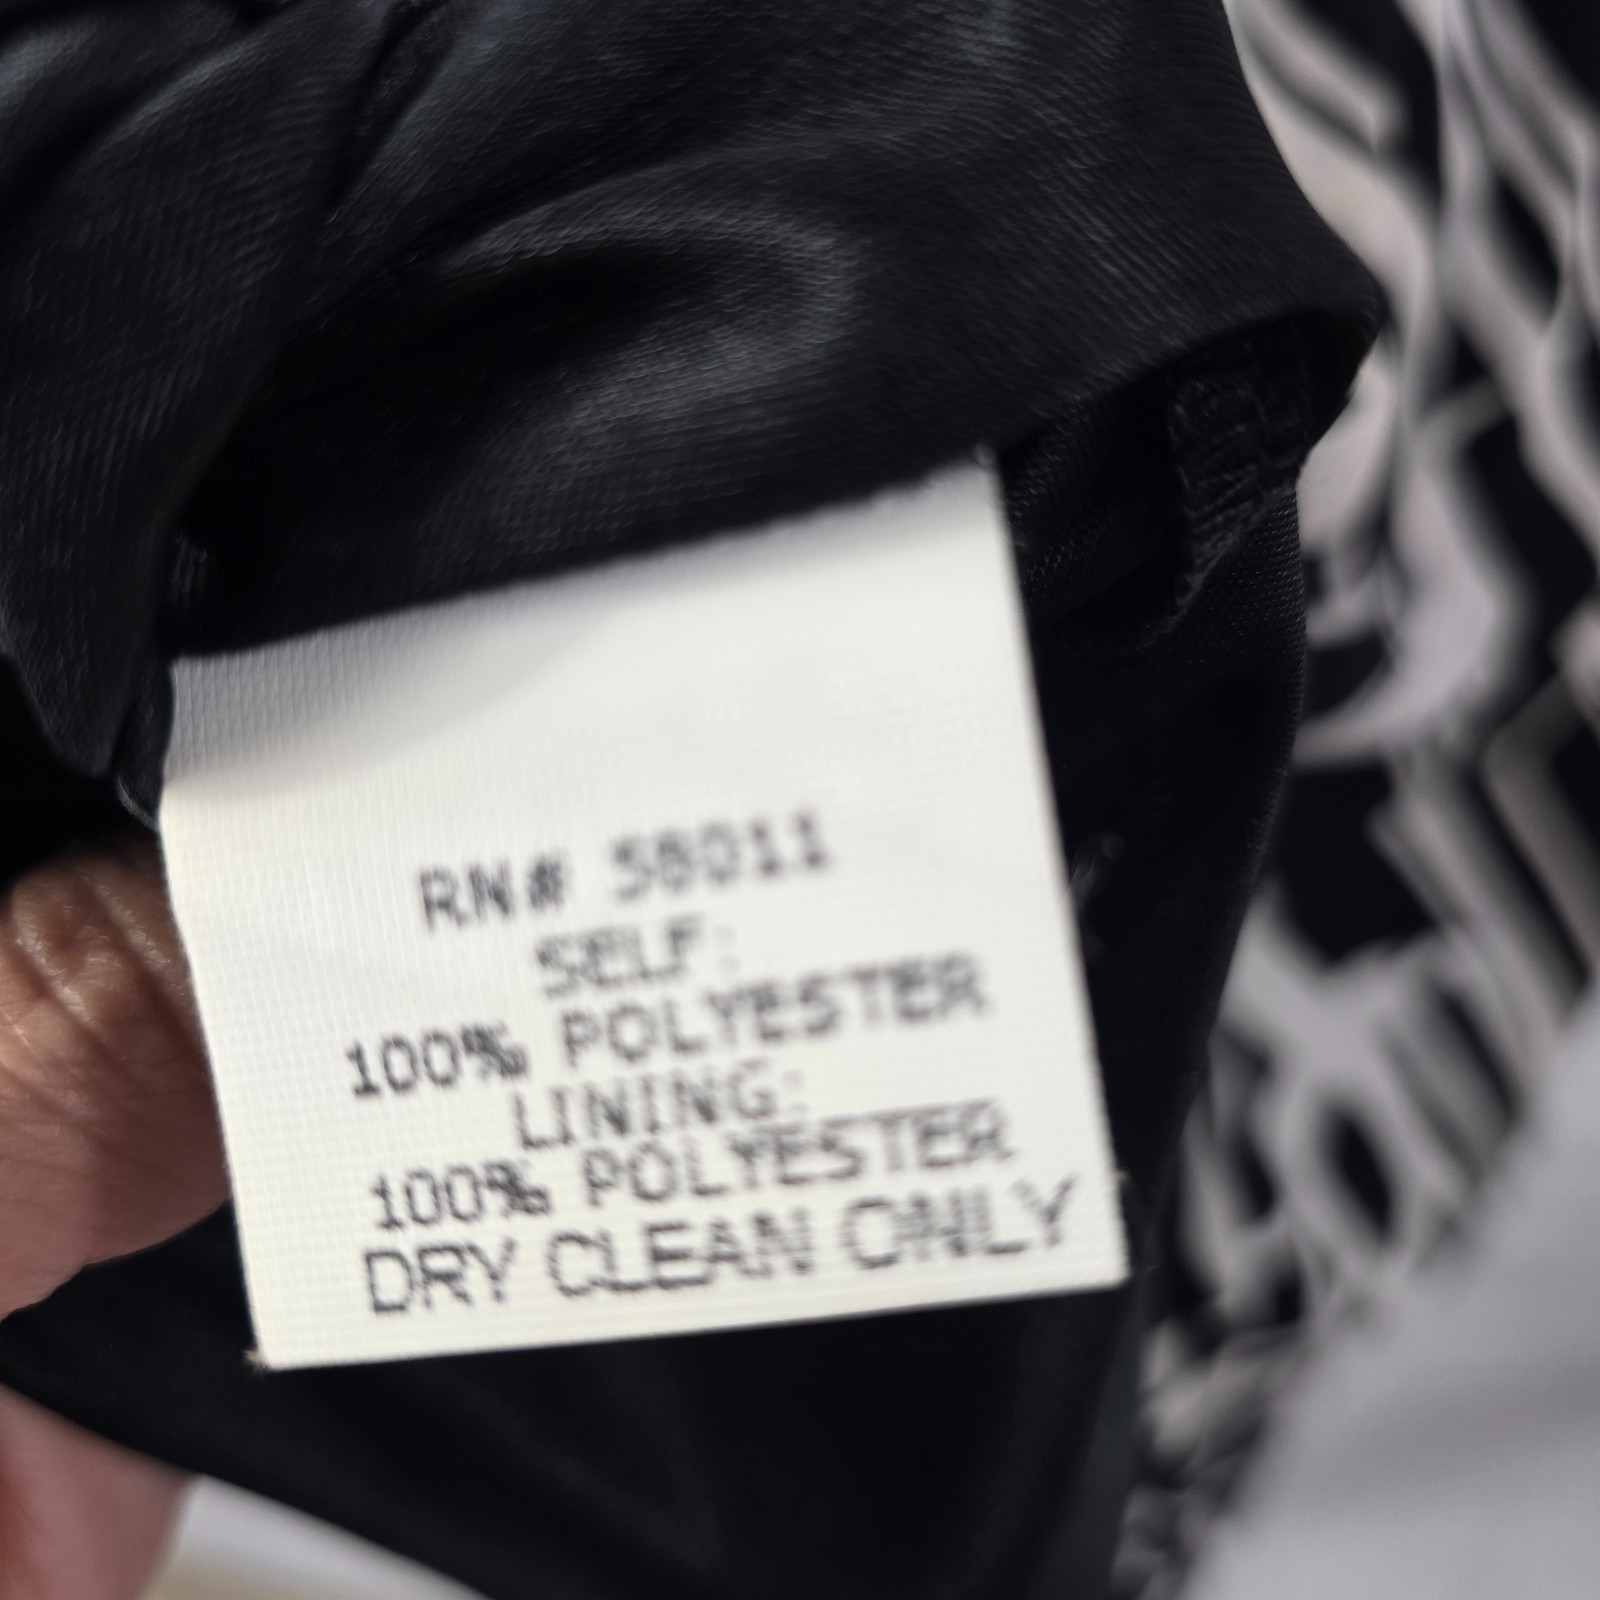 RN# 58011
SELF:
100% POLYESTER
LINING:
100% POLYESTER
DRY CLEAN ONLY